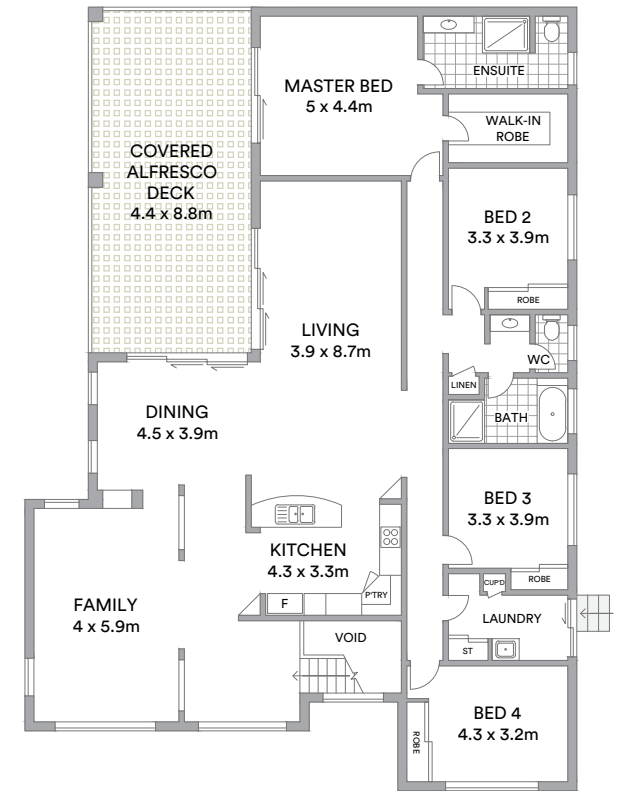 MASTER BED
5 x 4.4m
ENSUITE
WALK-IN
ROBE
COVERED
ALFRESCO
DECK
4.4 x 8.8m
BED 2
3.3 x 3.9m
ROBE
LIVING
3.9 x 8.7m
WC
LINEN
DINING
4.5 x 3.9m
BATH
BED 3
3.3 x 3.9m
KITCHEN
4.3 x 3.3m
ROBE
CUP'D
P'TRY
F
FAMILY
4 x 5.9m
LAUNDRY
VOID
ST
BED 4
4.3 x 3.2m
ROBE